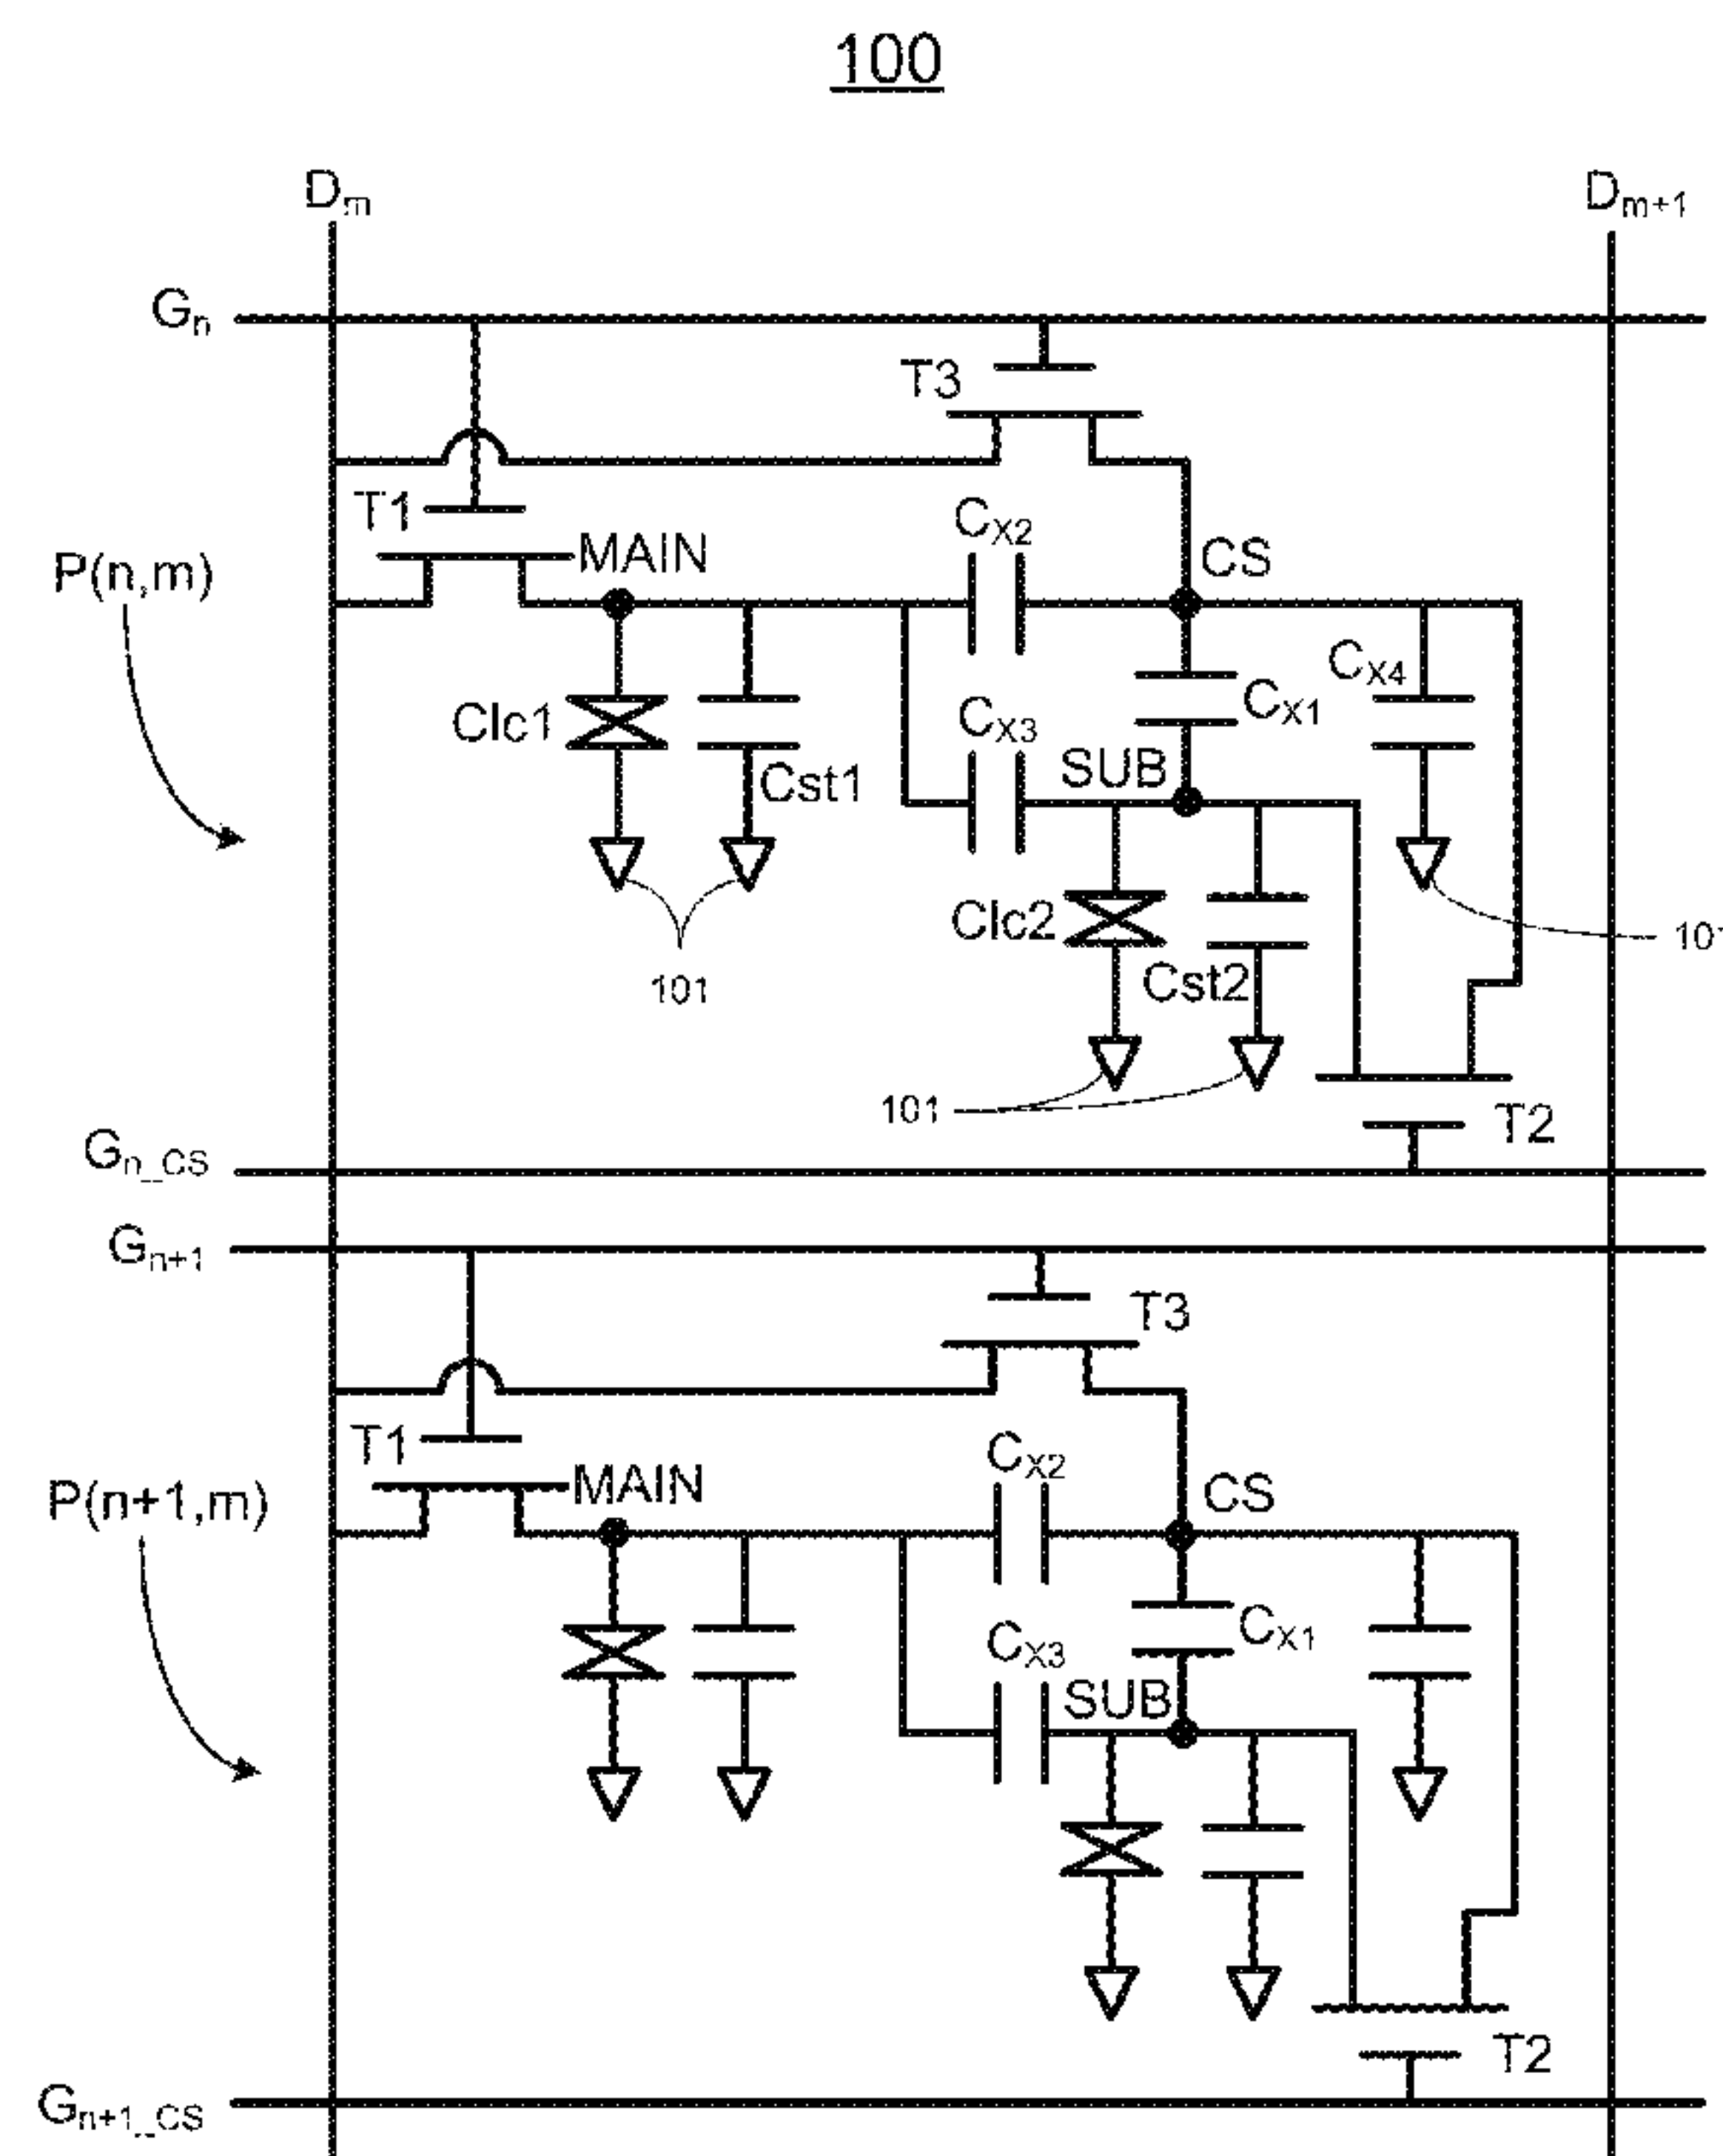 100
Dm
Dm+1
Gn
T3
T1
MAIN
CX2
CS
P(n,m)
CX4
Clc1
CX3
CX1
Cst1
SUB
Clc2
101
101
Cst2
101
T2
Gn_CS
Gn+1
T3
T1
MAIN
CX2
CS
P(n+1,m)
CX3
CX1
SUB
T2
Gn+1_CS